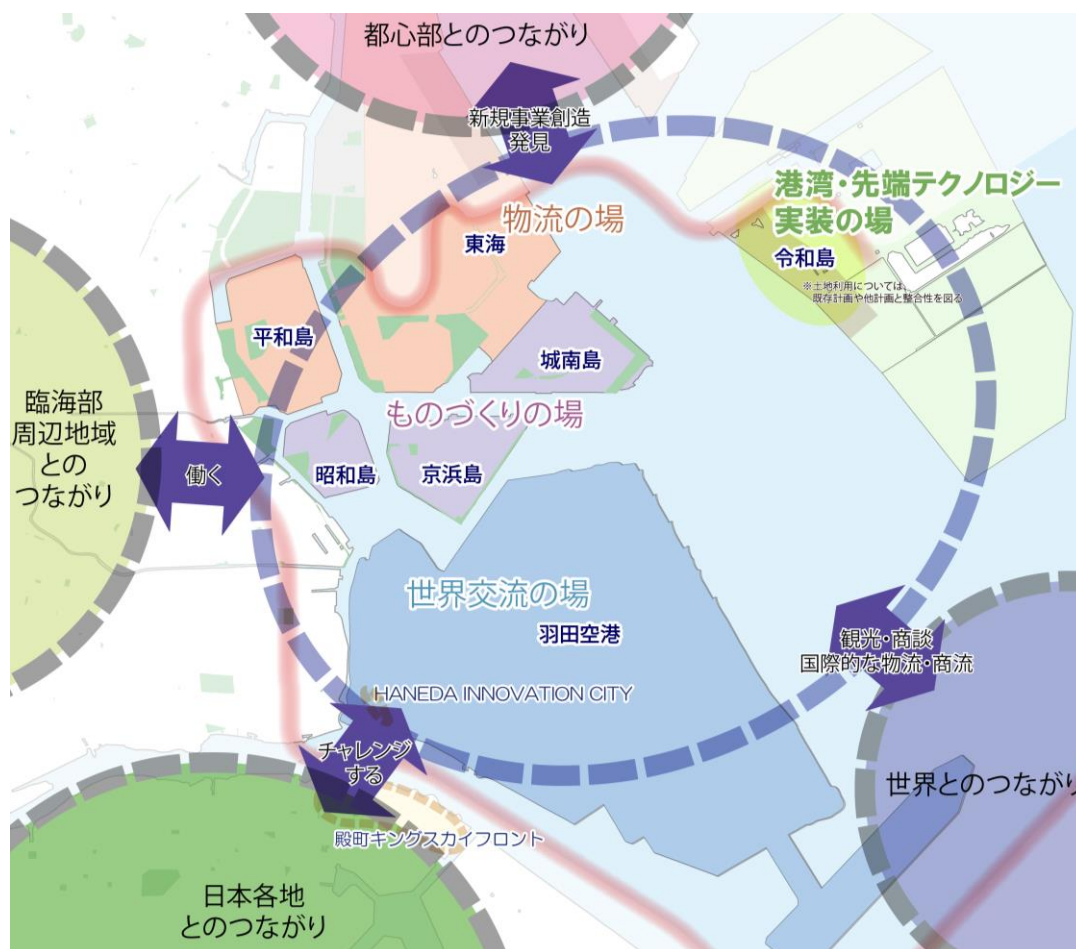 都心部とのつながり
新規事業創造
発見
港湾・先端テクノロジー
実装の場
物流の場
東海
令和島
※土地利用については、
既存計画や他計画と整合性を図る
平和島
城南島
臨海部
周辺地域
との
つながり
ものづくりの場
働く
昭和島
京浜島
世界交流の場
羽田空港
観光・商談
国際的な物流・商流
HANEDA INNOVATION CITY
チャレンジ
する
世界とのつながり
殿町キングスカイフロント
日本各地
とのつながり